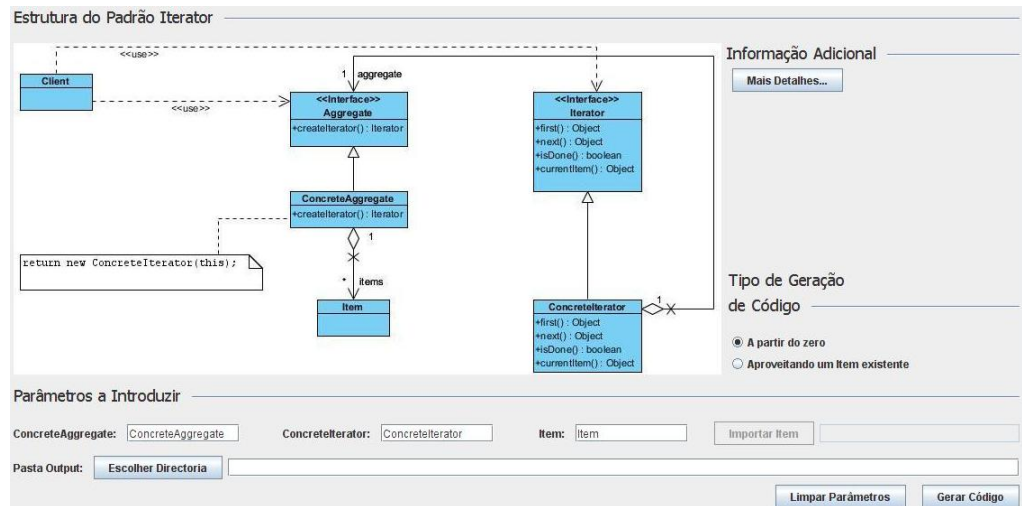 Estrutura do Padrão Iterator
<<use>>
Client
<<use>>
1 aggregate
<<Interface>>
Aggregate
+createIterator() : Iterator
<<Interface>>
Iterator
+first() : Object
+next() : Object
+isDone() : boolean
+currentItem() : Object
ConcreteAggregate
+createIterator() : Iterator
1
return new ConcreteIterator(this);
* items
Item
ConcreteIterator
1
+first() : Object
+next() : Object
+isDone() : boolean
+currentItem() : Object
Informação Adicional
Mais Detalhes...
Tipo de Geração
de Código
A partir do zero
Aproveitando um Item existente
Parâmetros a Introduzir
ConcreteAggregate: ConcreteAggregate ConcreteIterator: ConcreteIterator Item: Item Importar Item
Pasta Output: Escolher Directoria
Limpar Parâmetros Gerar Código